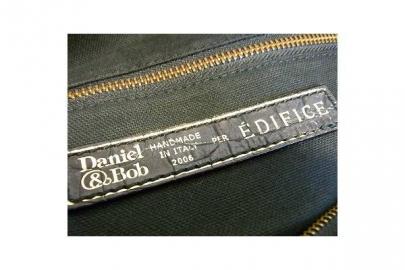 Daniel
& Bob
HANDMADE
IN ITALY
2006
PER
ÉDIFICE